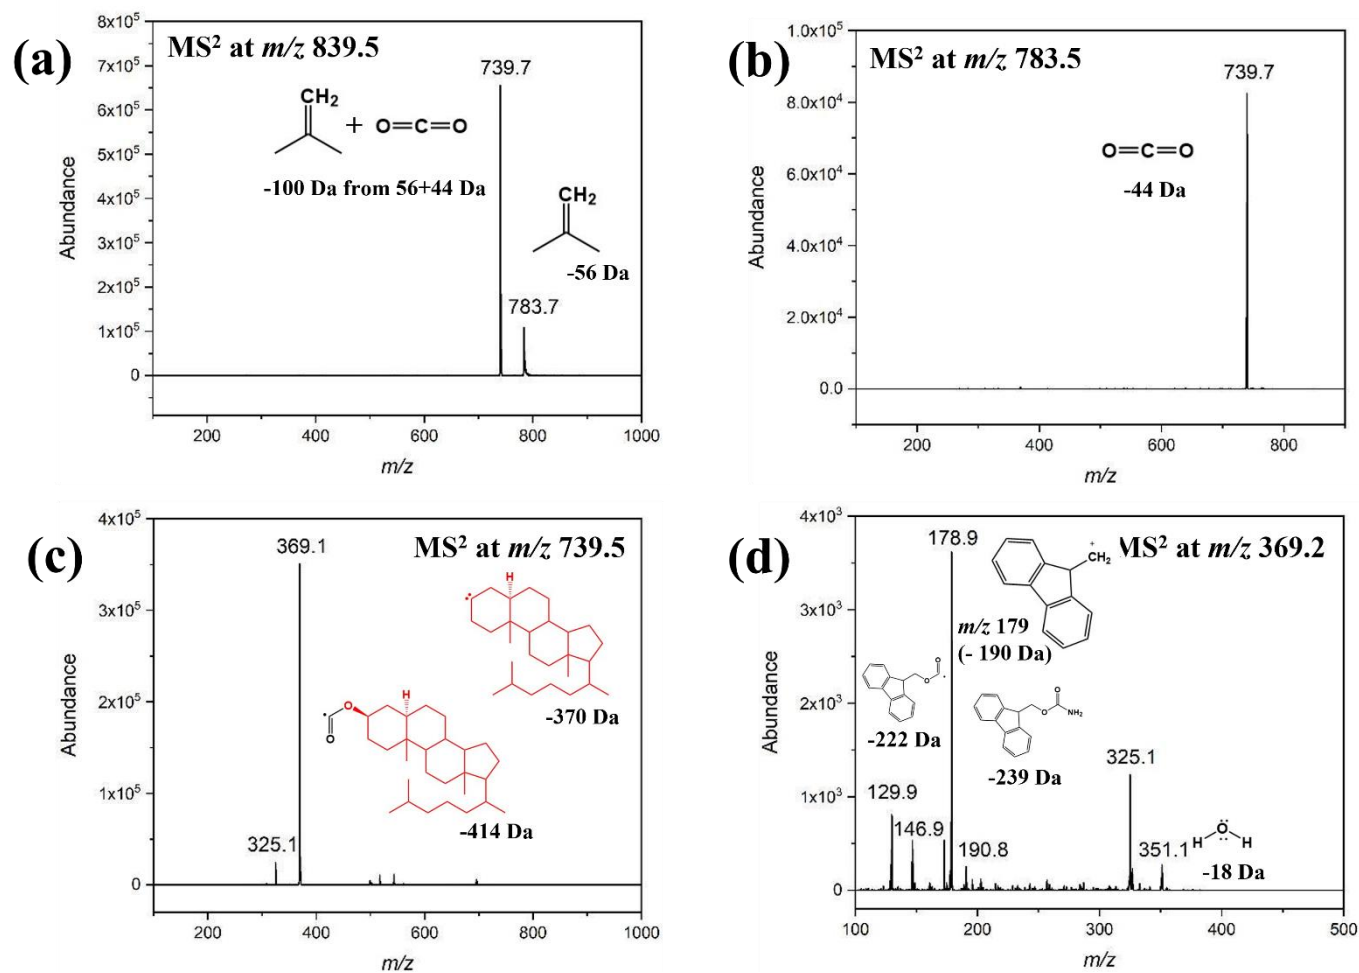 (a)
MS² at m/z 839.5
Abundance
8x10⁵
7x10⁵
6x10⁵
5x10⁵
4x10⁵
3x10⁵
2x10⁵
1x10⁵
0
739.7
CH₂
+ O=C=O
-100 Da from 56+44 Da
CH₂
-56 Da
783.7
200 400 600 800 1000
m/z
(b)
MS² at m/z 783.5
Abundance
1.0x10⁵
8.0x10⁴
6.0x10⁴
4.0x10⁴
2.0x10⁴
0.0
739.7
O=C=O
-44 Da
200 400 600 800
m/z
(c)
MS² at m/z 739.5
Abundance
4x10⁵
3x10⁵
2x10⁵
1x10⁵
0
369.1
H
-370 Da
H
O
O
-414 Da
325.1
200 400 600 800 1000
m/z
(d)
MS² at m/z 369.2
Abundance
4x10³
3x10³
2x10³
1x10³
0
178.9
+
CH₂
m/z 179
(- 190 Da)
O
O C
-222 Da
O
O NH₂
-239 Da
325.1
129.9
146.9
190.8
351.1
H O H
-18 Da
100 200 300 400 500
m/z